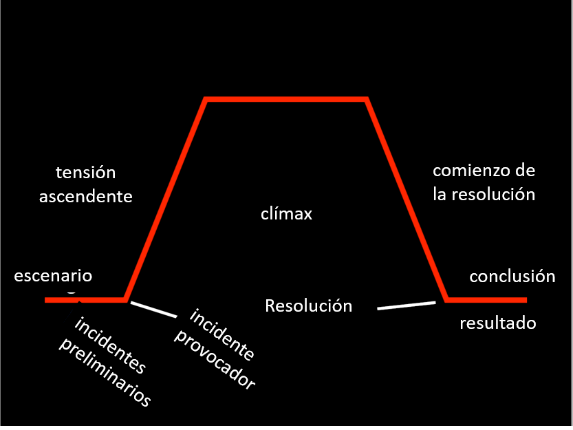 tensión
ascendente
comienzo de
la resolución
clímax
escenario
conclusión
Resolución
resultado
incidente
provocador
incidentes
preliminarios